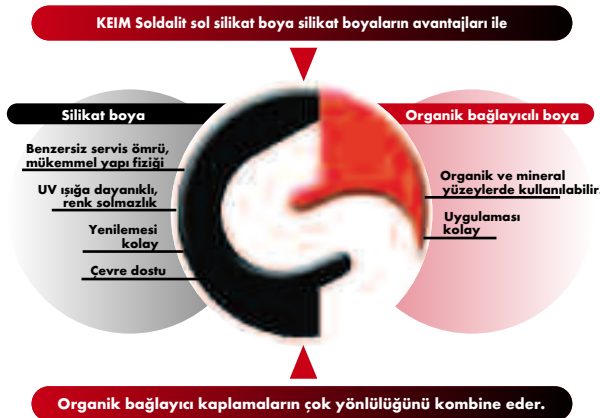 KEIM Soldalit sol silikat boya silikat boyaların avantajları ile
Silikat boya
Organik bağlayıcılı boya
Benzersiz servis ömrü,
mükemmel yapı fiziği
UV ışığa dayanıklı,
renk solmazlık
Yenilemesi
kolay
Çevre dostu
Organik ve mineral
yüzeylerde kullanılabilir.
Uygulaması
kolay
Organik bağlayıcı kaplamaların çok yönlülüğünü kombine eder.